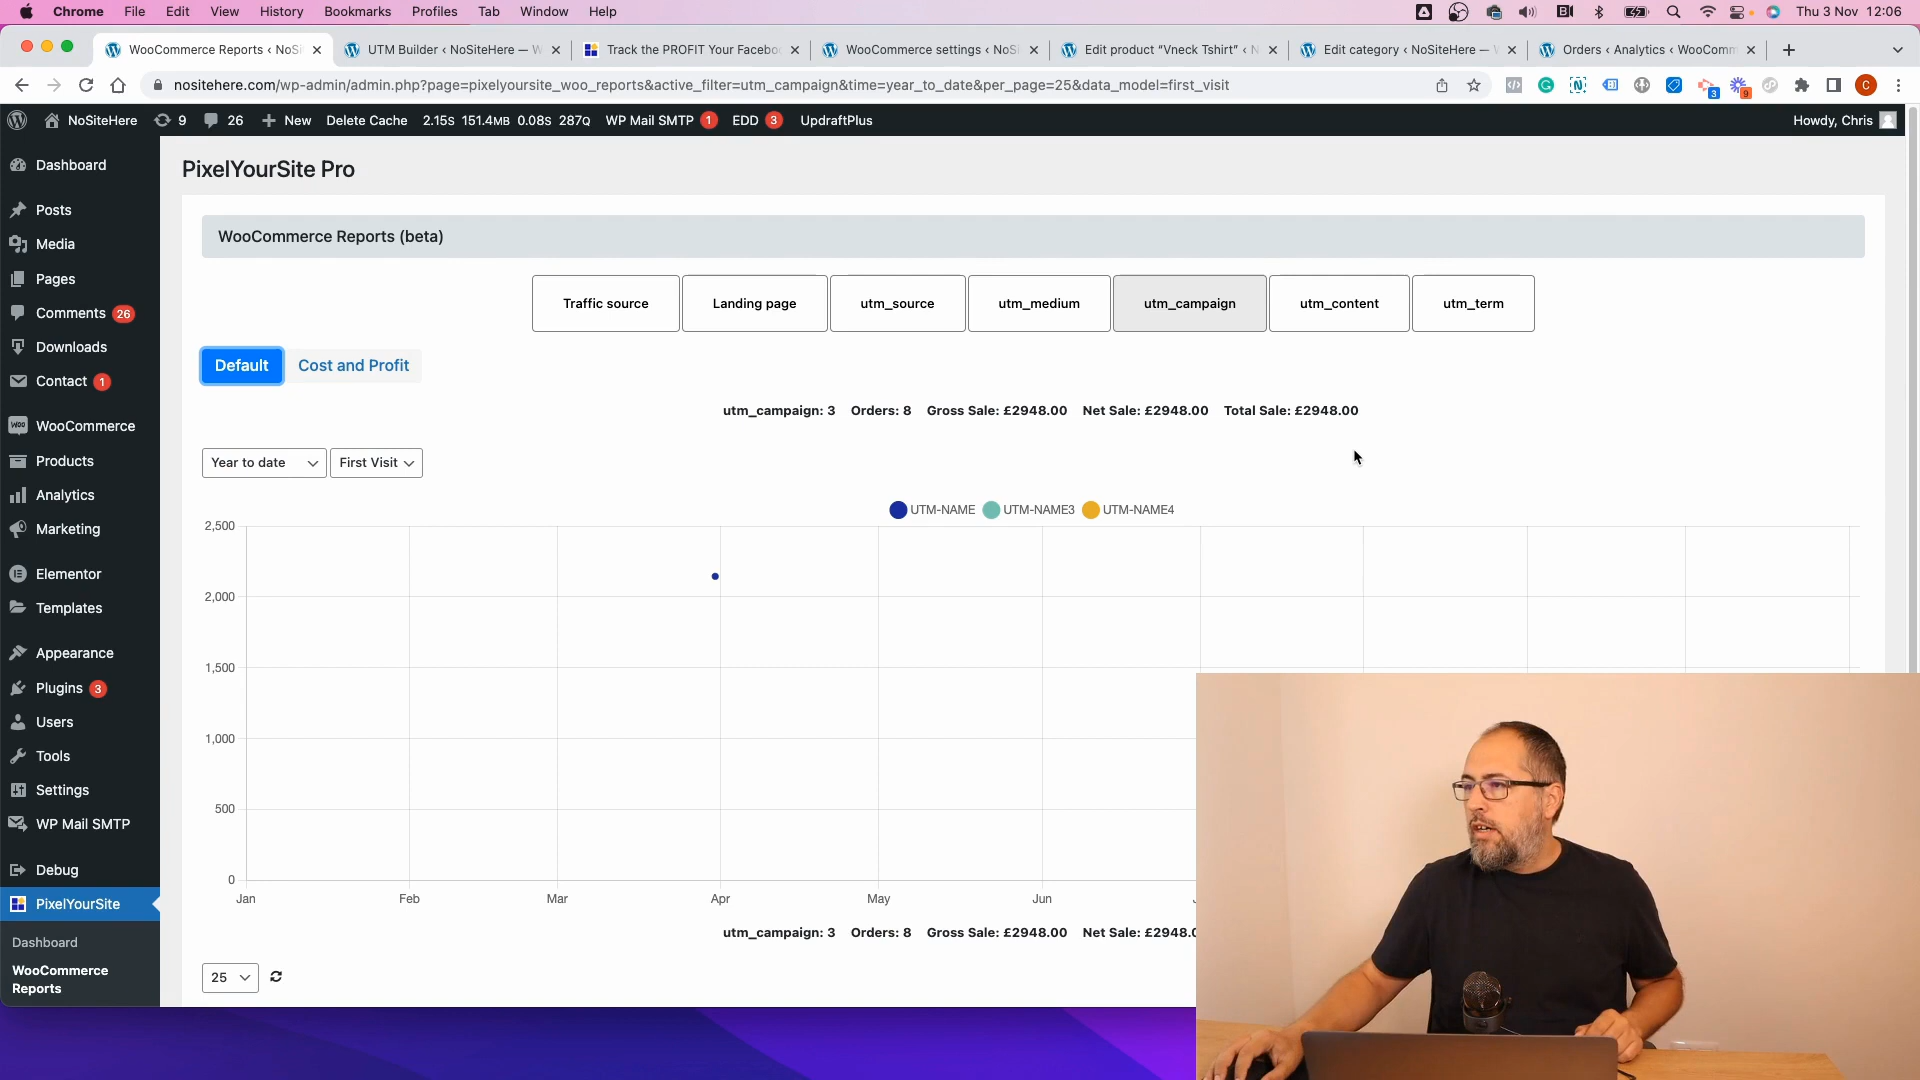 Chrome File Edit View History Bookmarks Profiles Tab Window Help Thu 3 Nov 12:06
WooCommerce Reports ‹ NoSi UTM Builder ‹ NoSiteHere — W Track the PROFIT Your Facebo WooCommerce settings ‹ NoS Edit product “Vneck Tshirt” ‹ N Edit category ‹ NoSiteHere — Orders ‹ Analytics ‹ WooComm
nositehere.com/wp-admin/admin.php?page=pixelyoursite_woo_reports&active_filter=utm_campaign&time=year_to_date&per_page=25&data_model=first_visit 3 9 C
NoSiteHere 9 26 New Delete Cache 2.15S 151.4MB 0.08S 287Q WP Mail SMTP 1 EDD 3 UpdraftPlus Howdy, Chris
Dashboard
Posts
Media
Pages
Comments 26
Downloads
Contact 1
WooCommerce
Products
Analytics
Marketing
Elementor
Templates
Appearance
Plugins 3
Users
Tools
Settings
WP Mail SMTP
Debug
PixelYourSite
Dashboard
WooCommerce
Reports
PixelYourSite Pro
WooCommerce Reports (beta)
Traffic source Landing page utm_source utm_medium utm_campaign utm_content utm_term
Default Cost and Profit
utm_campaign: 3 Orders: 8 Gross Sale: £2948.00 Net Sale: £2948.00 Total Sale: £2948.00
Year to date First Visit
UTM-NAME UTM-NAME3 UTM-NAME4
2,500
2,000
1,500
1,000
500
0
Jan Feb Mar Apr May Jun
utm_campaign: 3 Orders: 8 Gross Sale: £2948.00 Net Sale: £2948.0
25